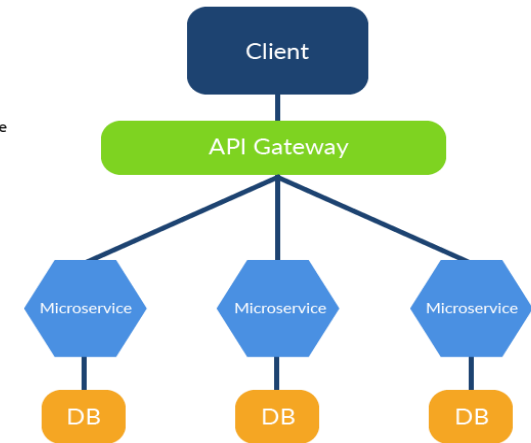 Client
e
API Gateway
Microservice Microservice Microservice
DB DB DB